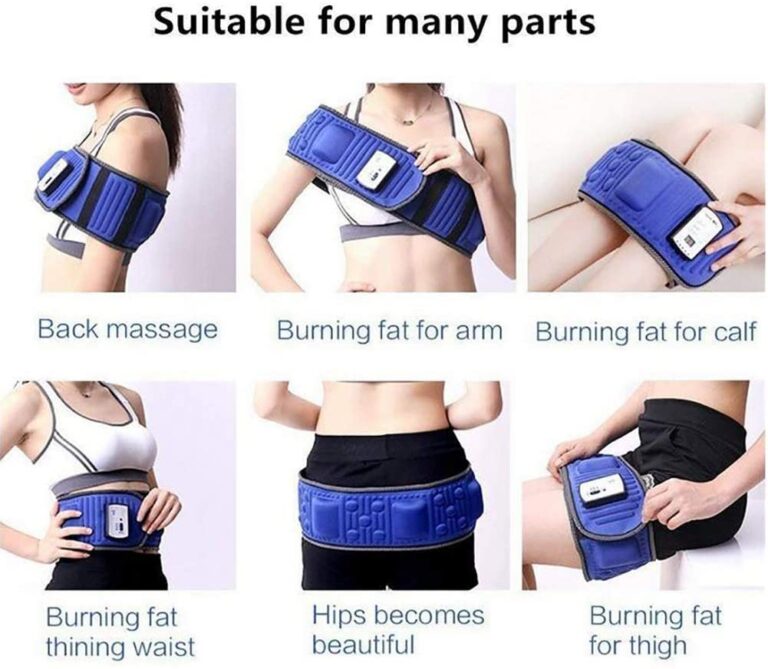 Suitable for many parts
Back massage
Burning fat for arm
Burning fat for calf
Burning fat
thining waist
Hips becomes
beautiful
Burning fat
for thigh